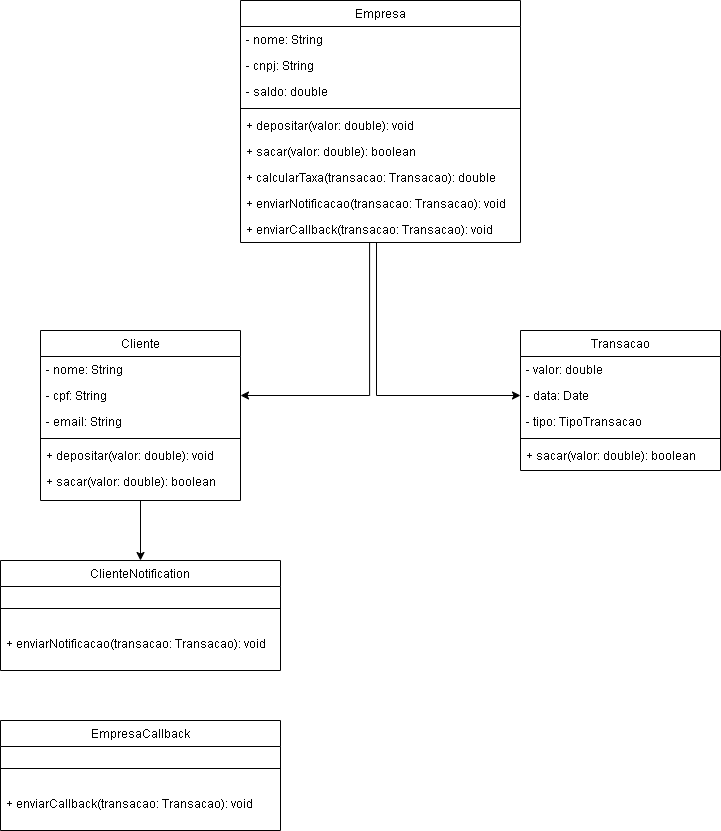 Empresa
- nome: String
- cnpj: String
- saldo: double
+ depositar(valor: double): void
+ sacar(valor: double): boolean
+ calcularTaxa(transacao: Transacao): double
+ enviarNotificacao(transacao: Transacao): void
+ enviarCallback(transacao: Transacao): void
Cliente
- nome: String
- cpf: String
- email: String
+ depositar(valor: double): void
+ sacar(valor: double): boolean
Transacao
- valor: double
- data: Date
- tipo: TipoTransacao
+ sacar(valor: double): boolean
ClienteNotification
+ enviarNotificacao(transacao: Transacao): void
EmpresaCallback
+ enviarCallback(transacao: Transacao): void